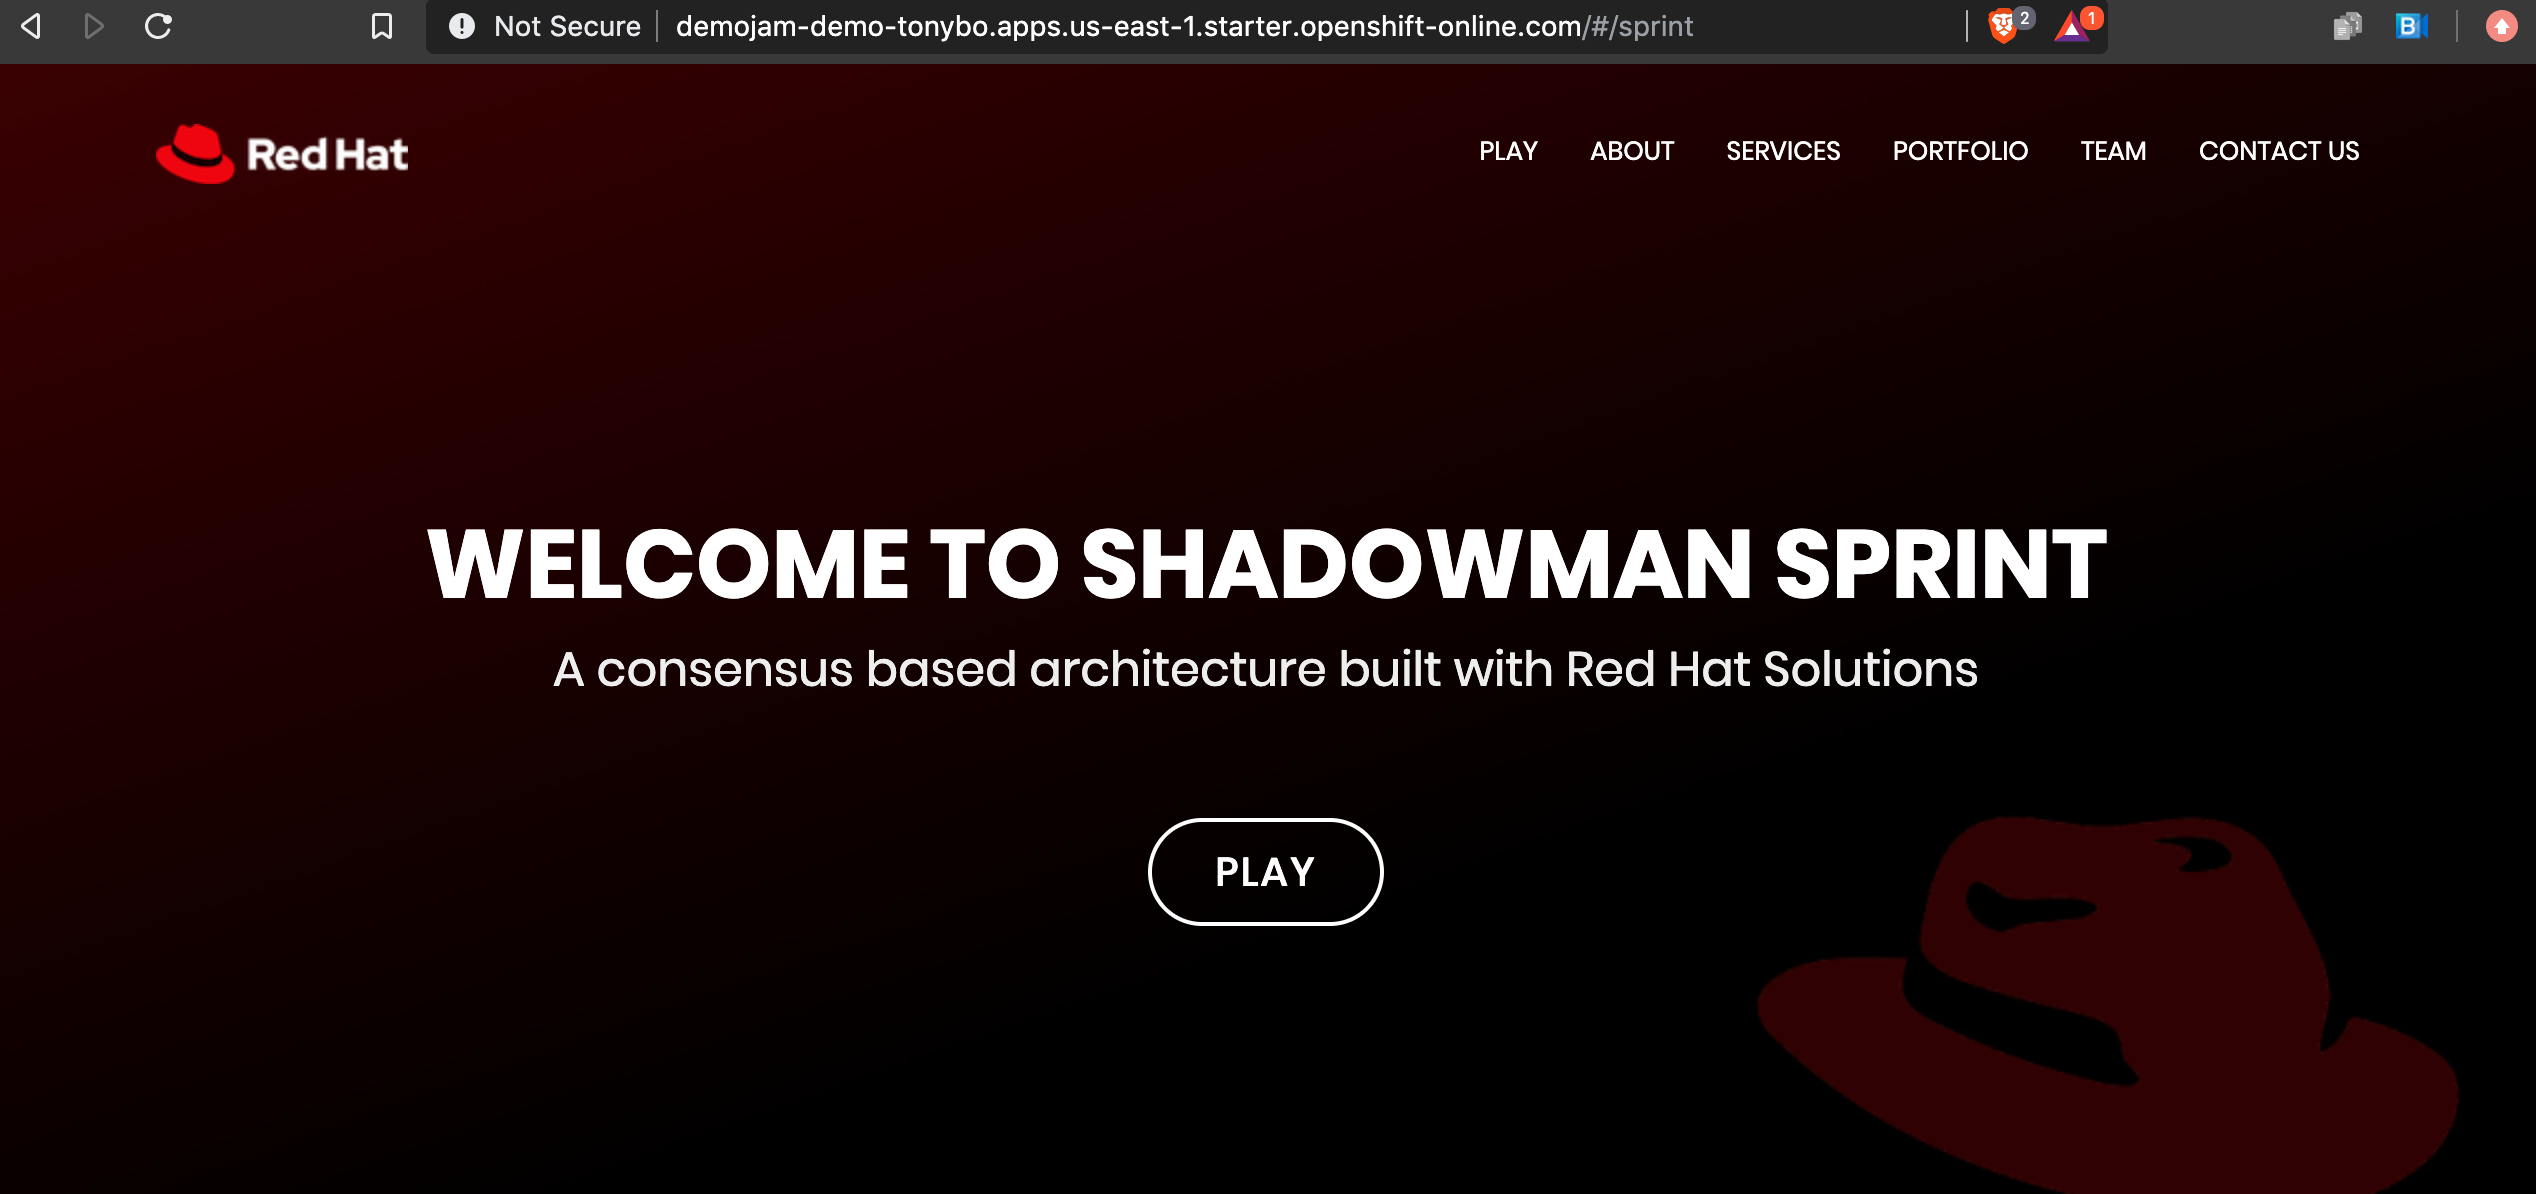 Not Secure demojam-demo-tonybo.apps.us-east-1.starter.openshift-online.com/#/sprint 2 1 B
Red Hat PLAY ABOUT SERVICES PORTFOLIO TEAM CONTACT US
WELCOME TO SHADOWMAN SPRINT
A consensus based architecture built with Red Hat Solutions
PLAY